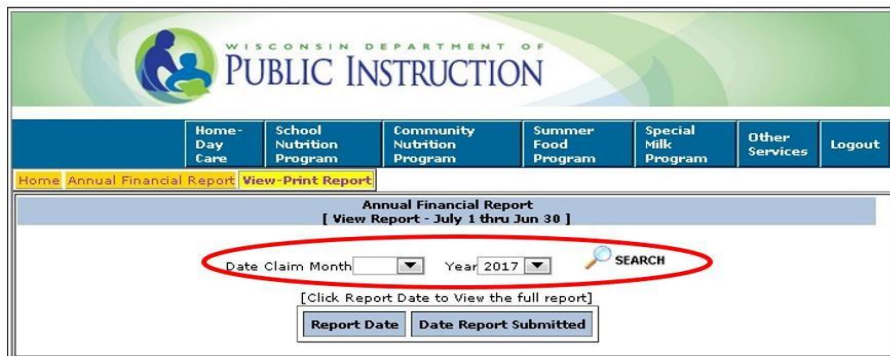 WISCONSIN DEPARTMENT OF
PUBLIC INSTRUCTION
Home-
Day
Care
School
Nutrition
Program
Community
Nutrition
Program
Summer
Food
Program
Special
Milk
Program
Other
Services
Logout
Home Annual Financial Report View-Print Report
Annual Financial Report
[ View Report - July 1 thru Jun 30 ]
Date Claim Month Year 2017 SEARCH
[Click Report Date to View the full report]
Report Date Date Report Submitted